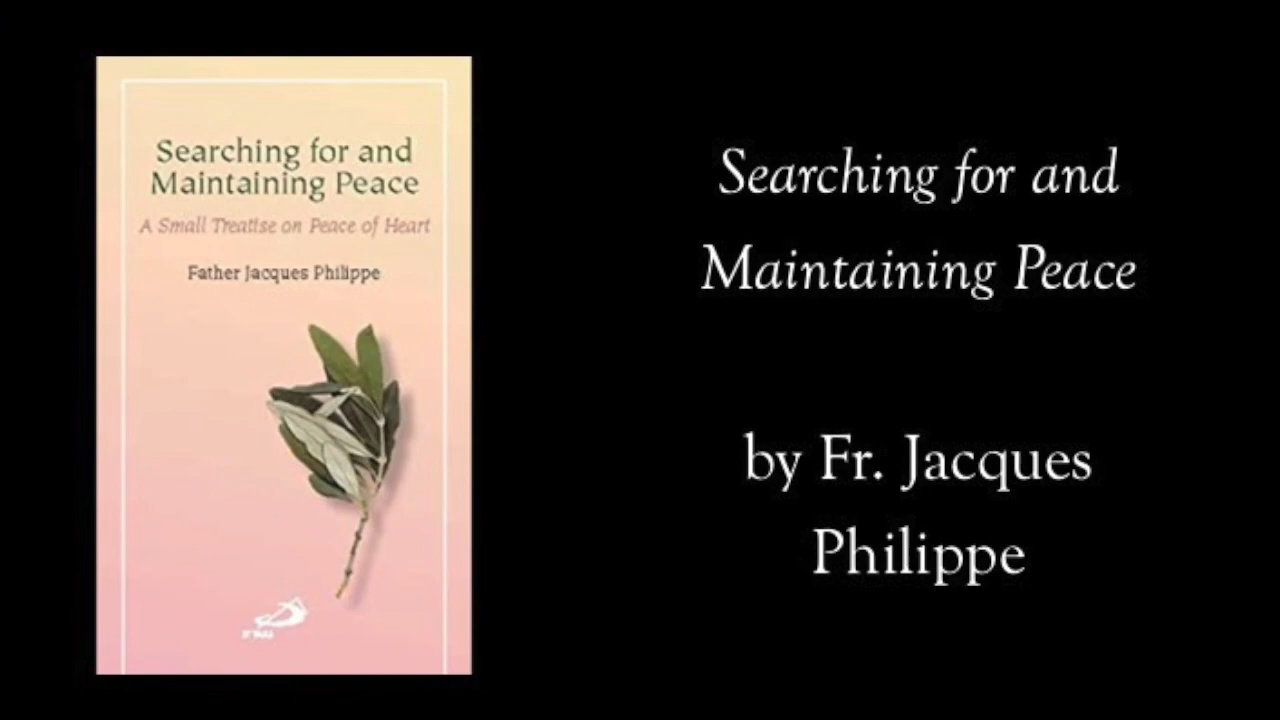 Searching for and
Maintaining Peace
A Small Treatise on Peace of Heart
Father Jacques Philippe
Searching for and
Maintaining Peace
by Fr. Jacques
Philippe